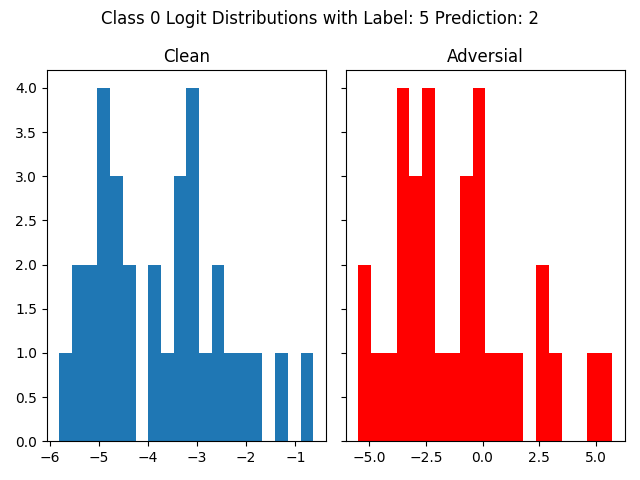 Class 0 Logit Distributions with Label: 5 Prediction: 2
Clean
Adversial
4.0
3.5
3.0
2.5
2.0
1.5
1.0
0.5
0.0
−6 −5 −4 −3 −2 −1
−5.0 −2.5 0.0 2.5 5.0